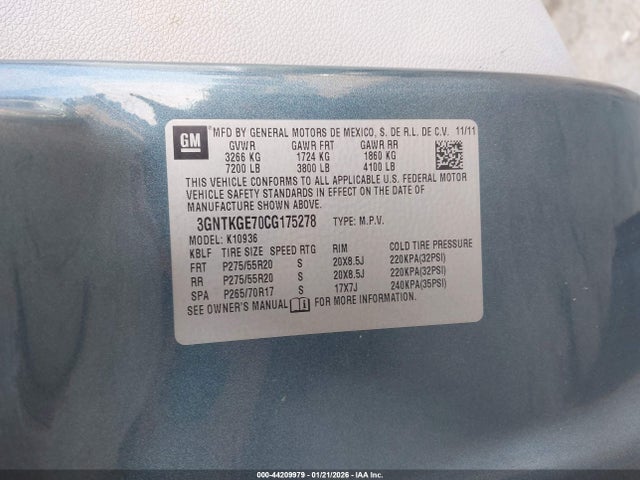 GM
MFD BY GENERAL MOTORS DE MEXICO, S. DE R.L. DE C.V. 11/11
GVWR GAWR FRT GAWR RR
3266 KG 1724 KG 1860 KG
7200 LB 3800 LB 4100 LB
THIS VEHICLE CONFORMS TO ALL APPLICABLE U.S. FEDERAL MOTOR
VEHICLE SAFETY STANDARDS IN EFFECT ON THE DATE OF
MANUFACTURE SHOWN ABOVE.
3GNTKGE70CG175278 TYPE: M.P.V.
MODEL: K10936
KBLF TIRE SIZE SPEED RTG RIM COLD TIRE PRESSURE
FRT P275/55R20 S 20X8.5J 220KPA(32PSI)
RR P275/55R20 S 20X8.5J 220KPA(32PSI)
SPA P265/70R17 S 17X7J 240KPA(35PSI)
SEE OWNER'S MANUAL FOR MORE INFORMATION.
000-44209979 - 01/21/2026 - © IAA Inc.